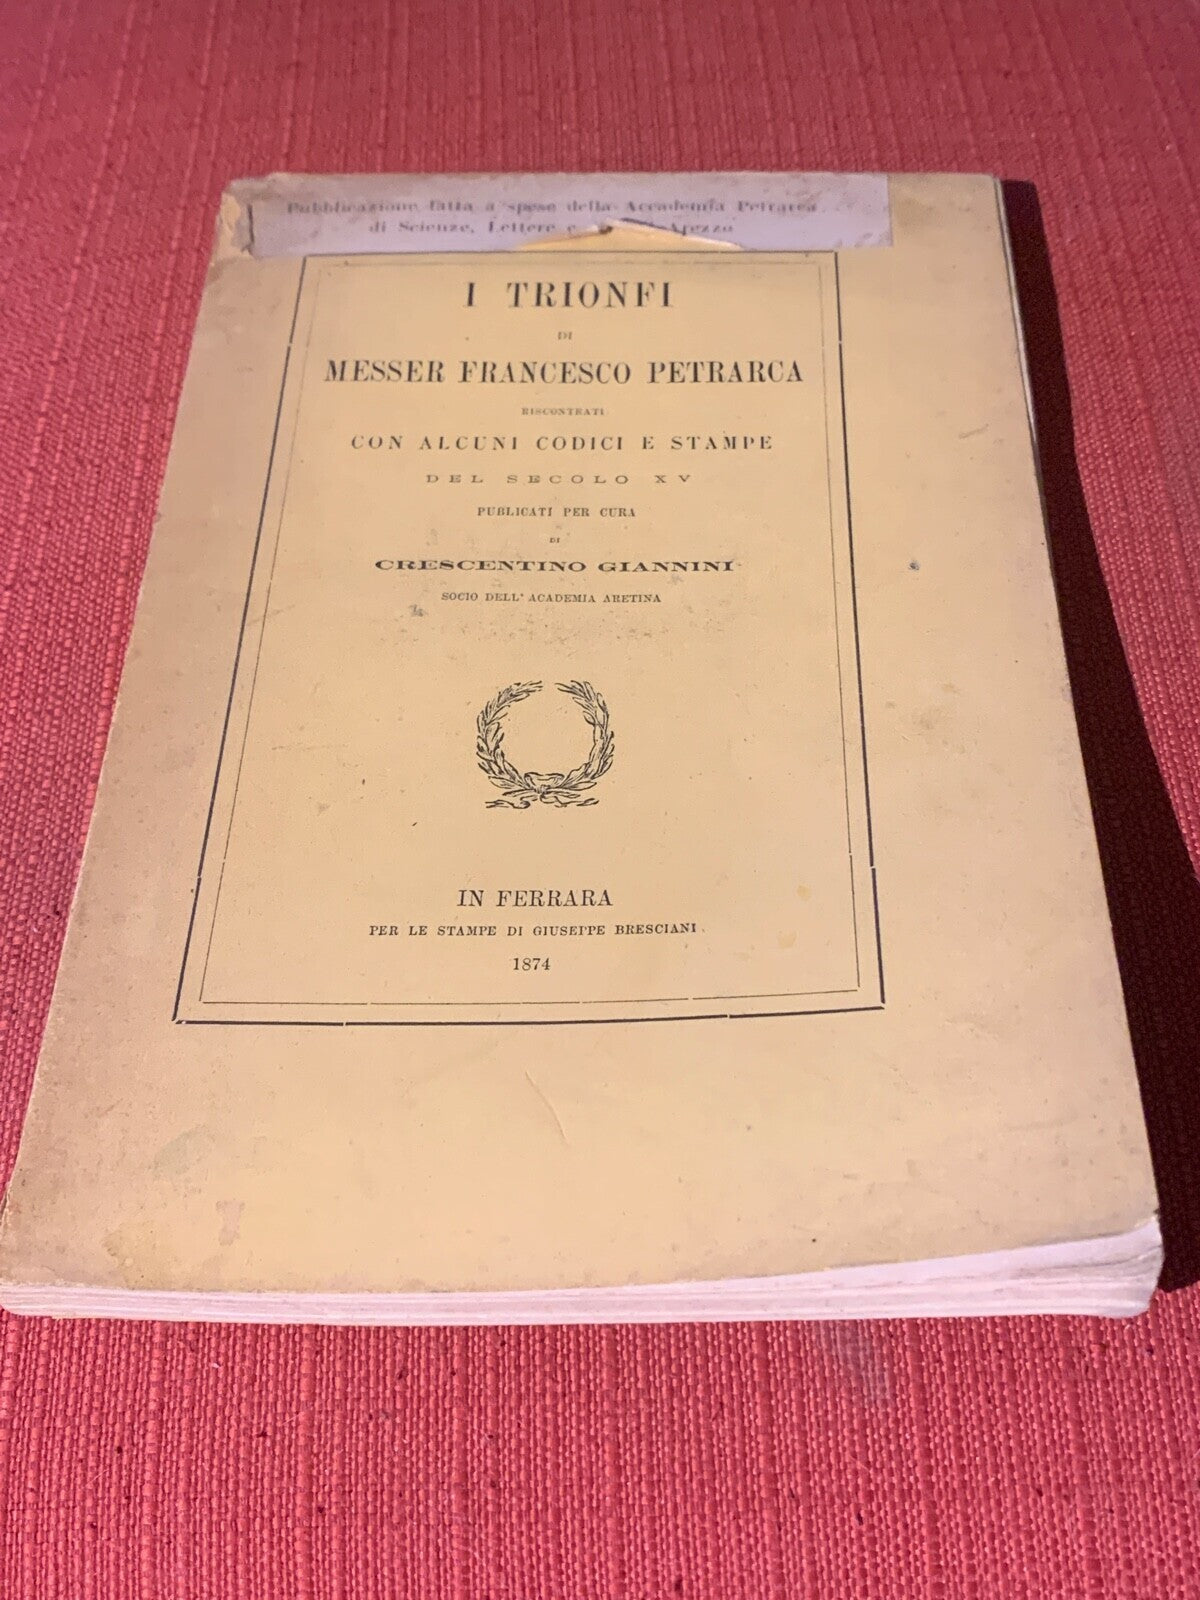 Pubblicazione fatta a spese della Accademia Petrarca
di Scienze, Lettere e Arezzo
I TRIONFI
DI
MESSER FRANCESCO PETRARCA
RISCONTRATI
CON ALCUNI CODICI E STAMPE
DEL SECOLO XV
PUBLICATI PER CURA
DI
CRESCENTINO GIANNINI
SOCIO DELL' ACADEMIA ARETINA
IN FERRARA
PER LE STAMPE DI GIUSEPPE BRESCIANI
1874